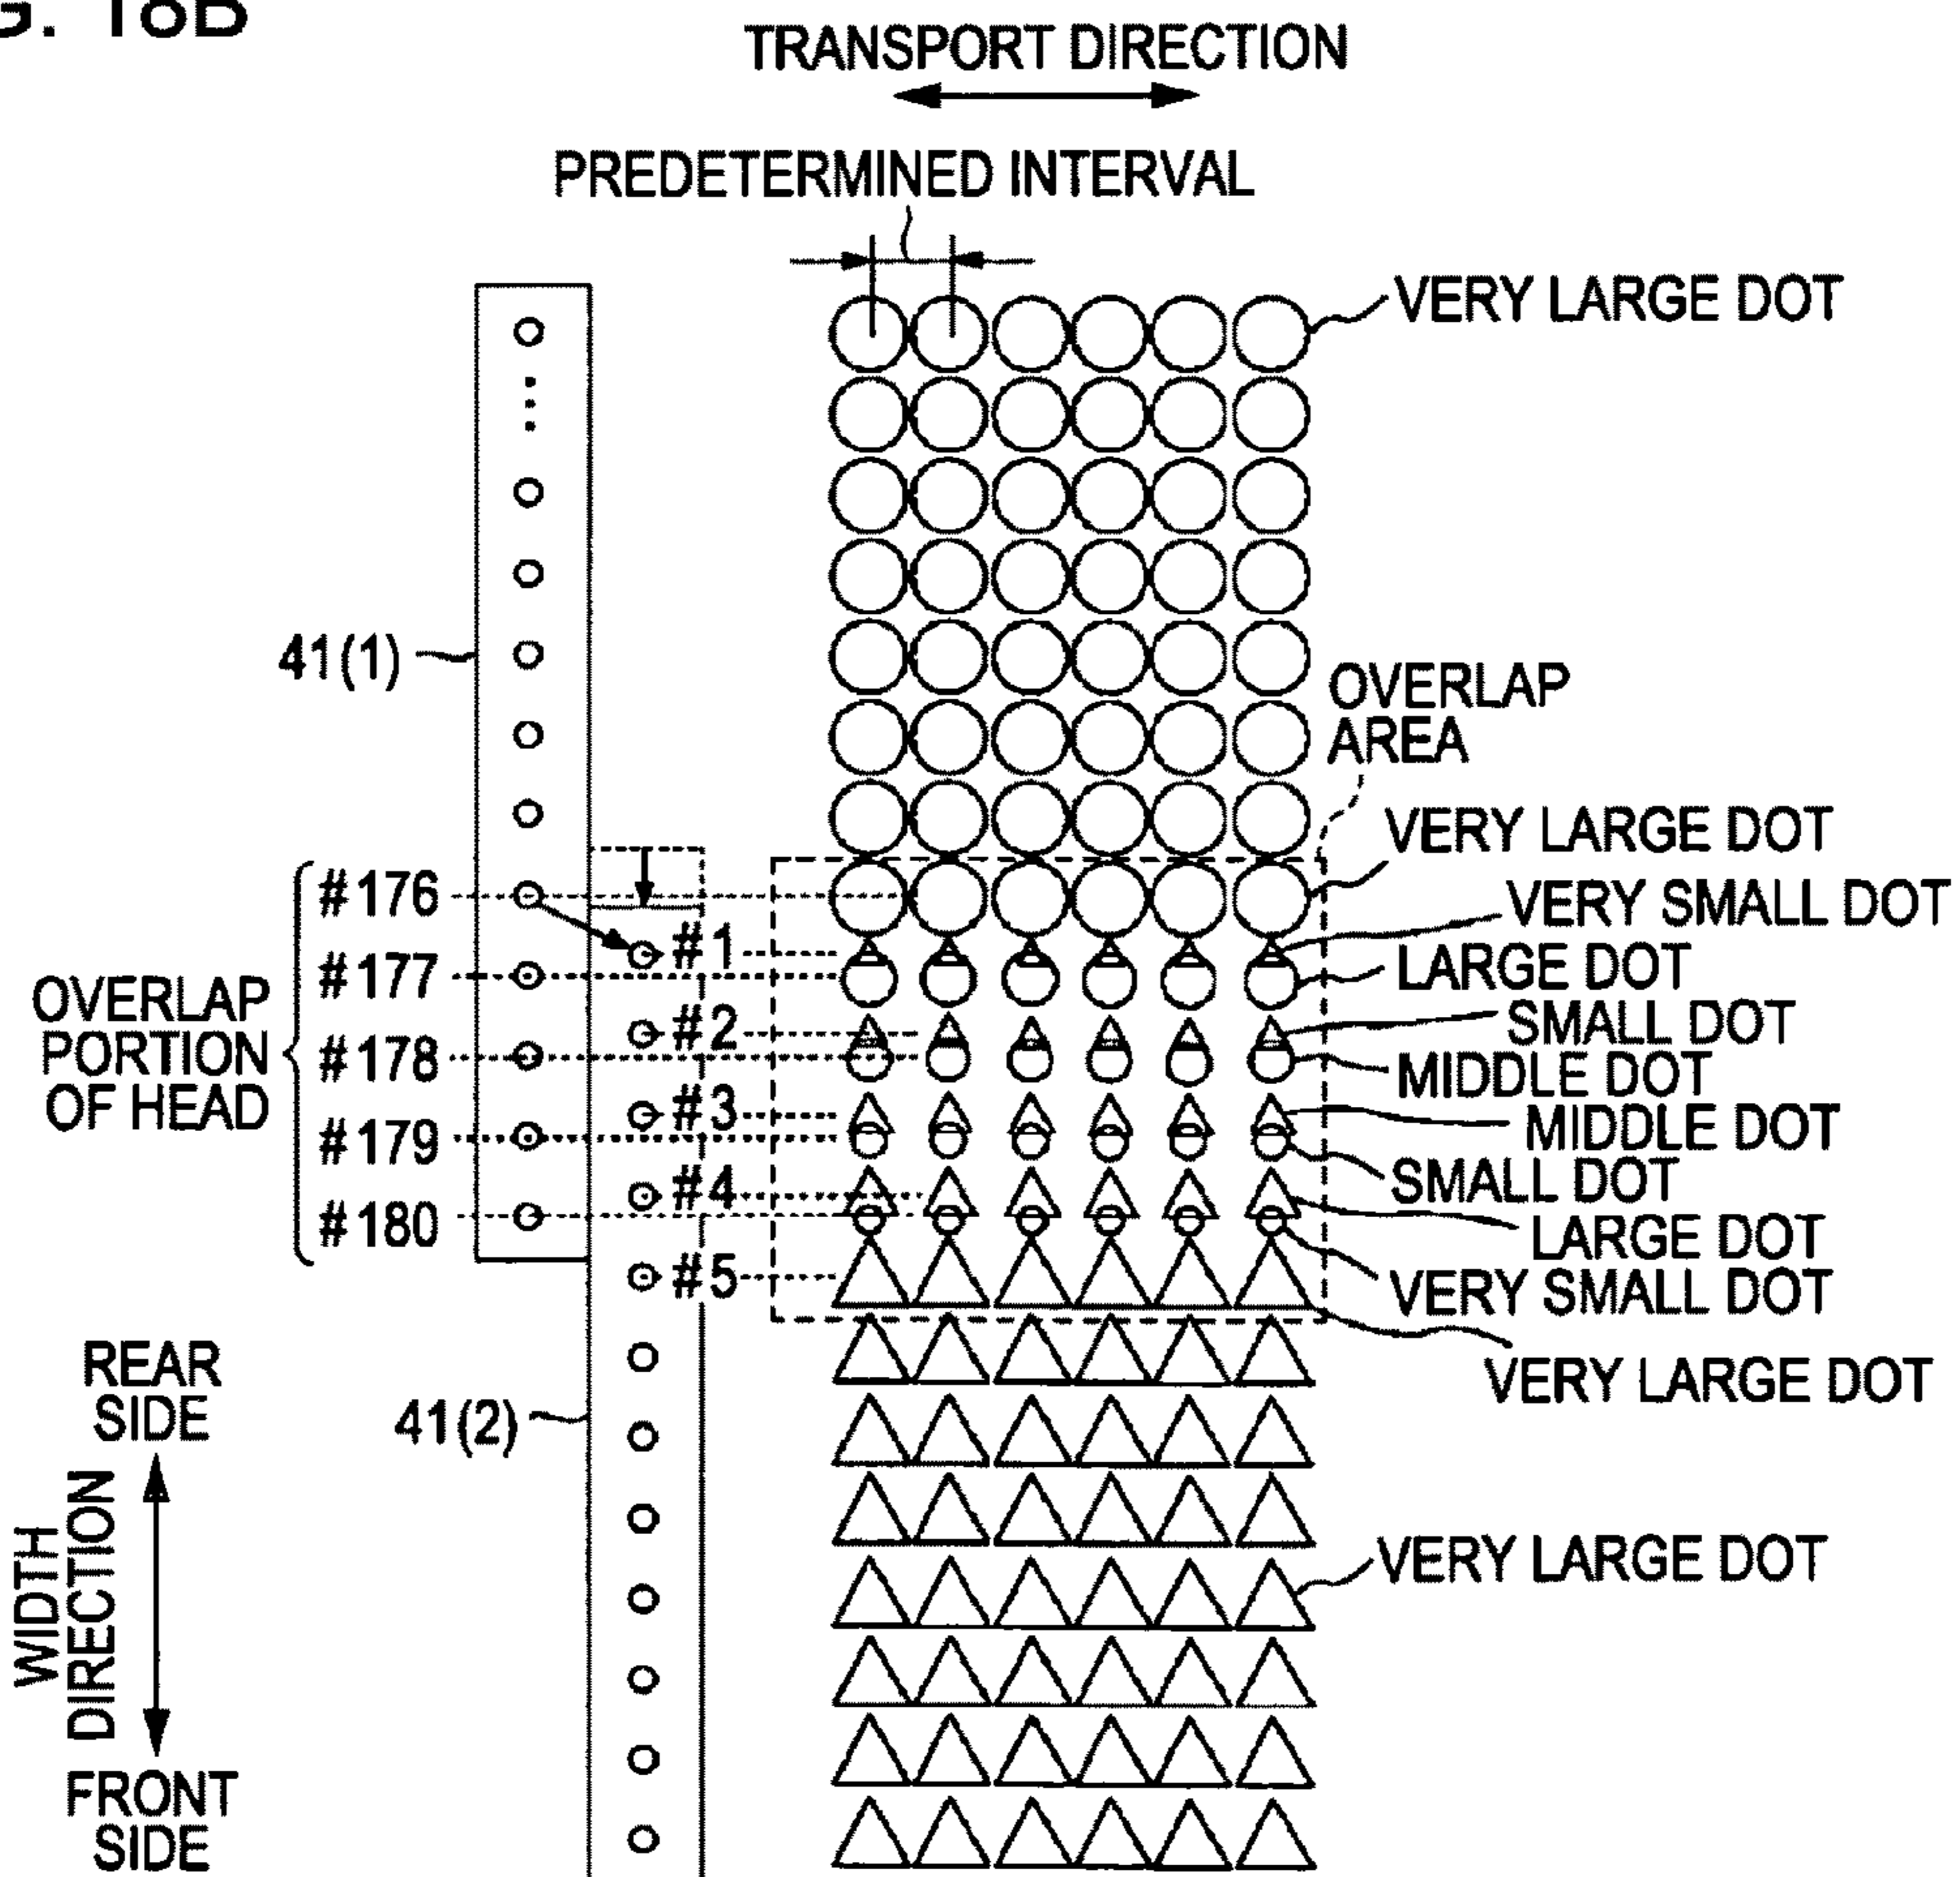 G. 18B
TRANSPORT DIRECTION
PREDETERMINED INTERVAL
VERY LARGE DOT
41(1)
OVERLAP
AREA
VERY LARGE DOT
#176
VERY SMALL DOT
#1
LARGE DOT
#177
SMALL DOT
#2
MIDDLE DOT
#178
OVERLAP
PORTION
OF HEAD
#3
MIDDLE DOT
#179
SMALL DOT
#4
LARGE DOT
#180
VERY SMALL DOT
#5
VERY LARGE DOT
REAR
SIDE
41(2)
WIDTH
DIRECTION
VERY LARGE DOT
FRONT
SIDE